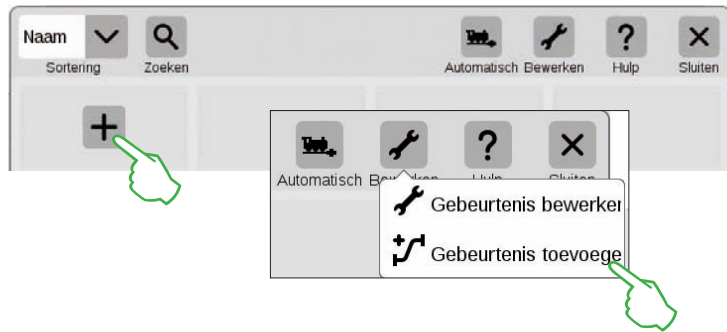 Naam
Sortering Zoeken Automatisch Bewerken Hulp Sluiten
Automatisch
Gebeurtenis bewerken
Gebeurtenis toevoege